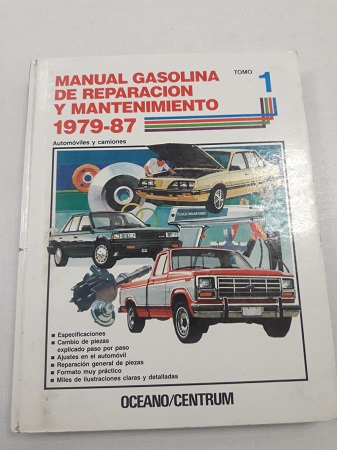 MANUAL GASOLINA
DE REPARACION
Y MANTENIMIENTO
1979-87
TOMO
1
Automóviles y camiones
■ Especificaciones
■ Cambio de piezas
explicado paso por paso
■ Ajustes en el automóvil
■ Reparación general de piezas
■ Formato muy práctico
■ Miles de ilustraciones claras y detalladas
OCEANO/CENTRUM